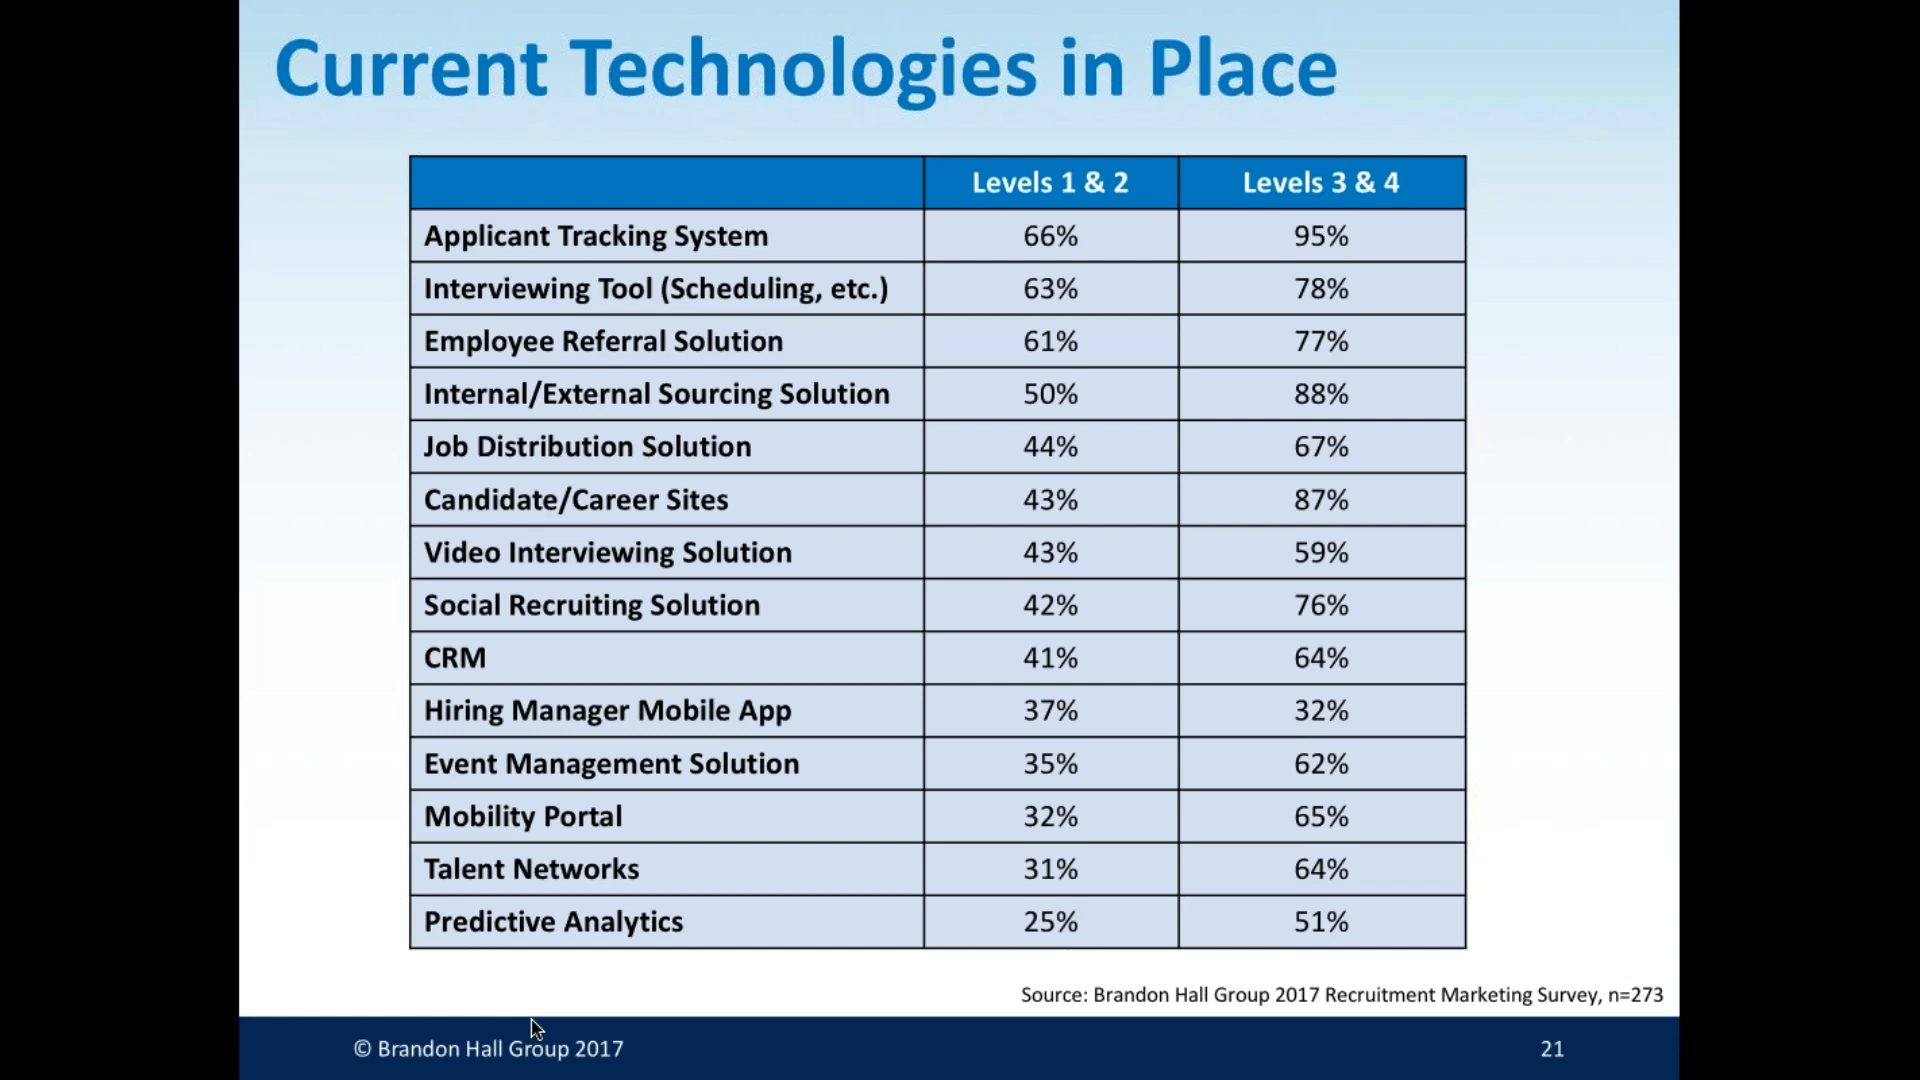 Current Technologies in Place
Levels 1 & 2 Levels 3 & 4
Applicant Tracking System 66% 95%
Interviewing Tool (Scheduling, etc.) 63% 78%
Employee Referral Solution 61% 77%
Internal/External Sourcing Solution 50% 88%
Job Distribution Solution 44% 67%
Candidate/Career Sites 43% 87%
Video Interviewing Solution 43% 59%
Social Recruiting Solution 42% 76%
CRM 41% 64%
Hiring Manager Mobile App 37% 32%
Event Management Solution 35% 62%
Mobility Portal 32% 65%
Talent Networks 31% 64%
Predictive Analytics 25% 51%
Source: Brandon Hall Group 2017 Recruitment Marketing Survey, n=273
© Brandon Hall Group 2017 21